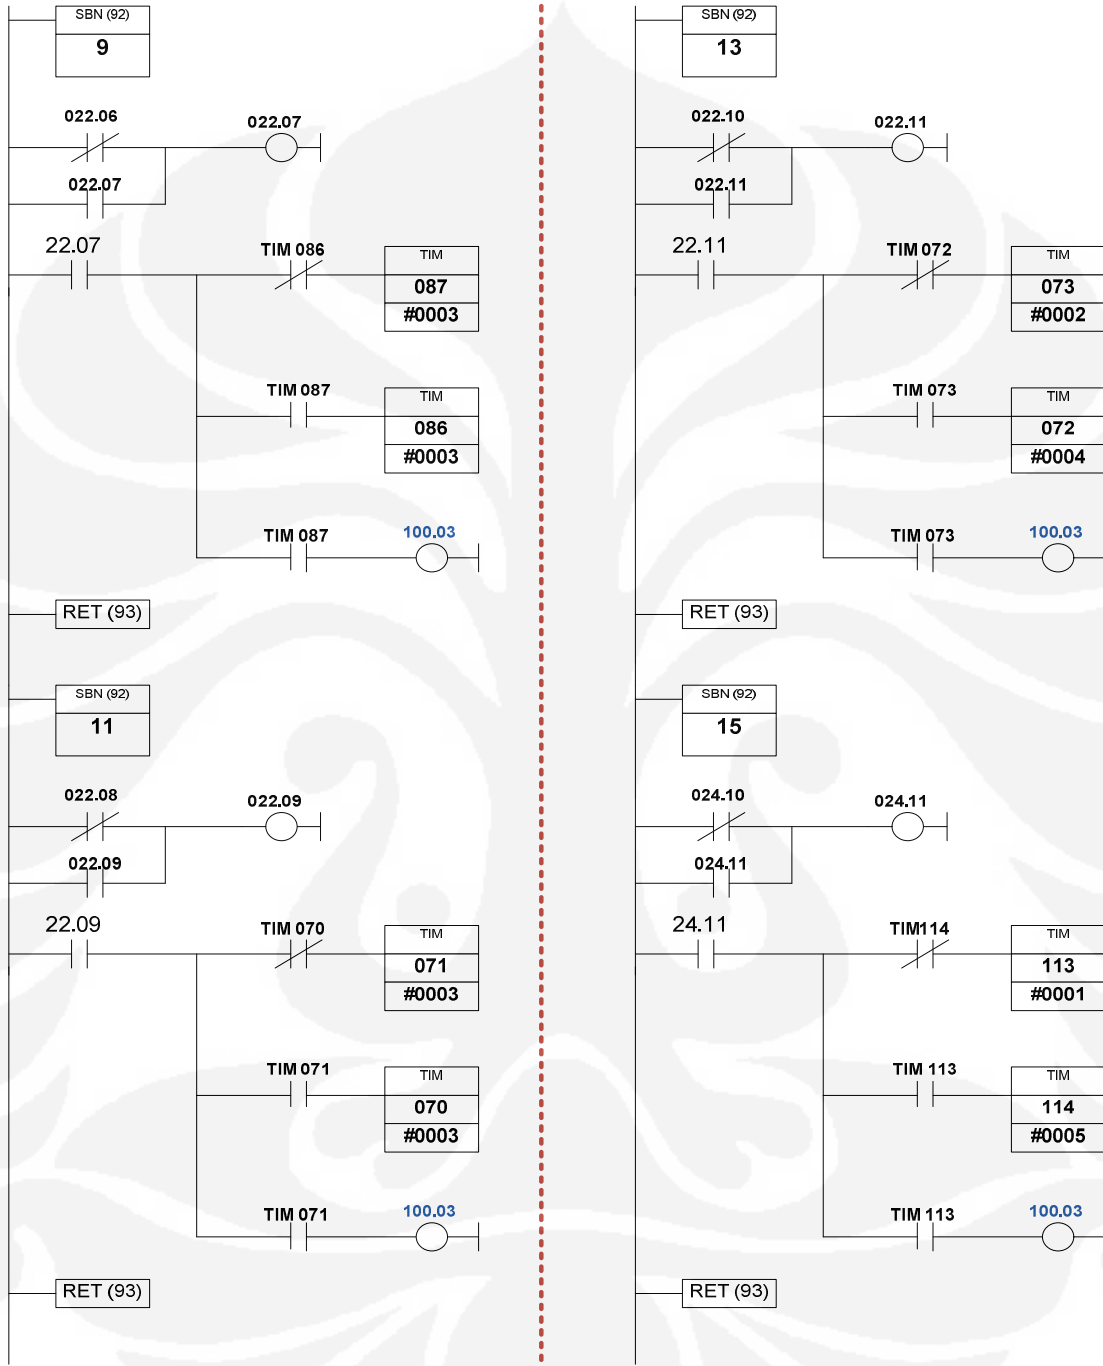 SBN (92)
9
022.06
022.07
022.07
22.07
TIM 086
TIM
087
#0003
TIM 087
TIM
086
#0003
TIM 087
100.03
RET (93)
SBN (92)
11
022.08
022.09
022.09
22.09
TIM 070
TIM
071
#0003
TIM 071
TIM
070
#0003
TIM 071
100.03
RET (93)
SBN (92)
13
022.10
022.11
022.11
22.11
TIM 072
TIM
073
#0002
TIM 073
TIM
072
#0004
TIM 073
100.03
RET (93)
SBN (92)
15
024.10
024.11
024.11
24.11
TIM114
TIM
113
#0001
TIM 113
TIM
114
#0005
TIM 113
100.03
RET (93)